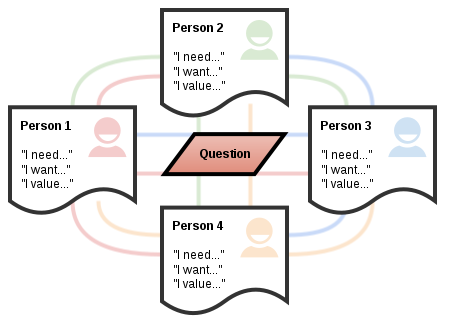 Person 2
"I need..."
"I want..."
"I value..."
Person 1
"I need..."
"I want..."
"I value..."
Question
Person 3
"I need..."
"I want..."
"I value..."
Person 4
"I need..."
"I want..."
"I value..."